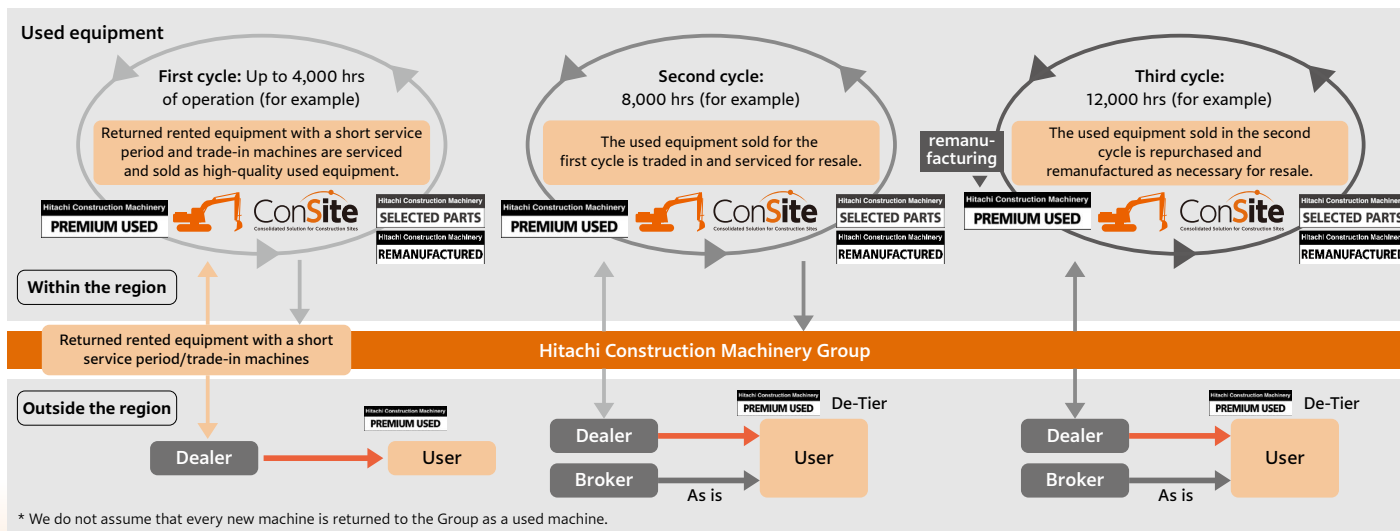 Used equipment
First cycle: Up to 4,000 hrs
of operation (for example)
Returned rented equipment with a short service
period and trade-in machines are serviced
and sold as high-quality used equipment.
Hitachi Construction Machinery
PREMIUM USED
ConSite
Consolidated Solution for Construction Sites
Hitachi Construction Machinery
SELECTED PARTS
Hitachi Construction Machinery
REMANUFACTURED
Second cycle:
8,000 hrs (for example)
The used equipment sold for the
first cycle is traded in and serviced for resale.
Hitachi Construction Machinery
PREMIUM USED
ConSite
Consolidated Solution for Construction Sites
Hitachi Construction Machinery
SELECTED PARTS
Hitachi Construction Machinery
REMANUFACTURED
Third cycle:
12,000 hrs (for example)
remanu-
facturing
The used equipment sold in the second
cycle is repurchased and
remanufactured as necessary for resale.
Hitachi Construction Machinery
PREMIUM USED
ConSite
Consolidated Solution for Construction Sites
Hitachi Construction Machinery
SELECTED PARTS
Hitachi Construction Machinery
REMANUFACTURED
Within the region
Returned rented equipment with a short
service period/trade-in machines
Hitachi Construction Machinery Group
Outside the region
Hitachi Construction Machinery
PREMIUM USED
Dealer
User
Hitachi Construction Machinery
PREMIUM USED
De-Tier
Dealer
Broker
As is
User
Hitachi Construction Machinery
PREMIUM USED
De-Tier
Dealer
Broker
As is
User
* We do not assume that every new machine is returned to the Group as a used machine.